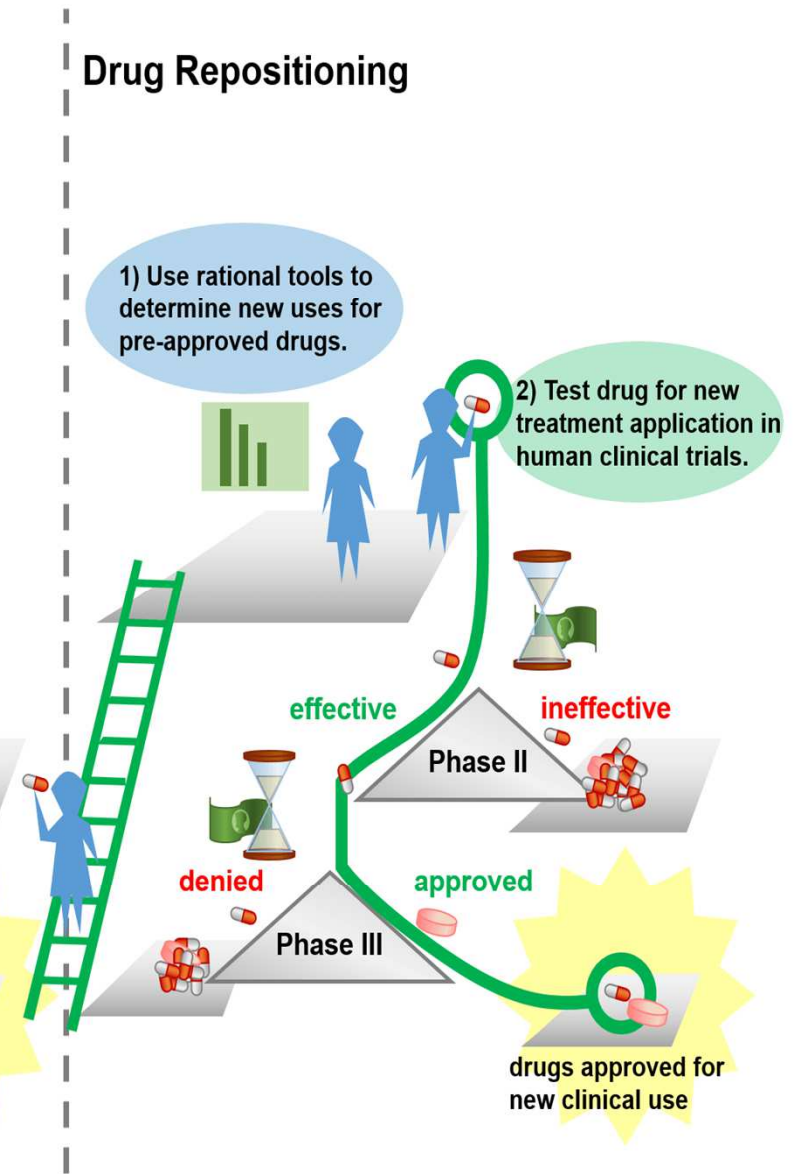 Drug Repositioning
1) Use rational tools to
determine new uses for
pre-approved drugs.
2) Test drug for new
treatment application in
human clinical trials.
effective
ineffective
Phase II
denied
approved
Phase III
drugs approved for
new clinical use